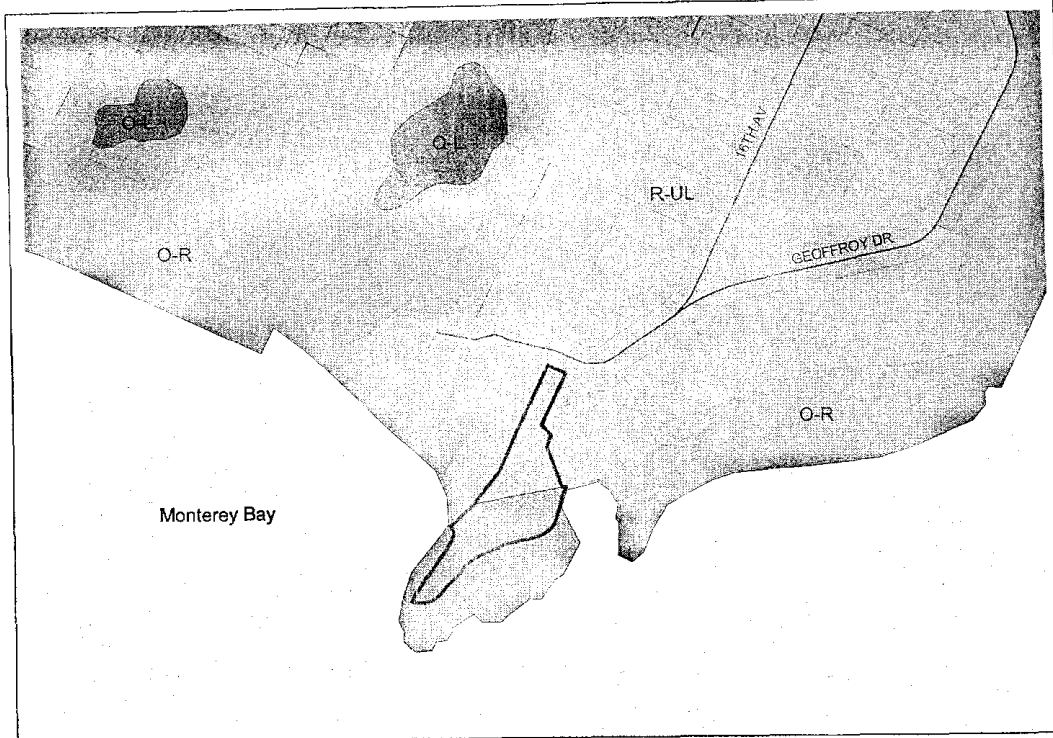 O-L
O-L
16TH AV
R-UL
O-R
GEOFFROY DR
O-R
Monterey Bay